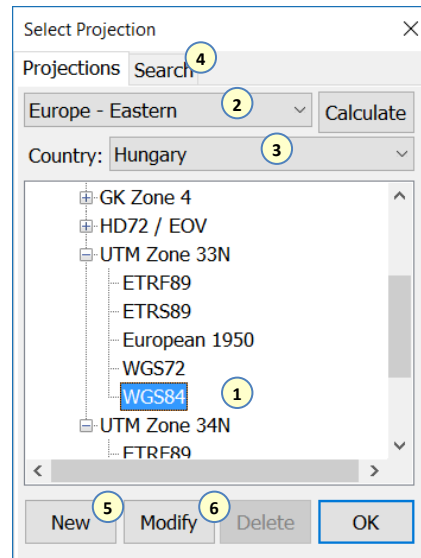 Select Projection
Projections Search 4
Europe - Eastern 2 Calculate
Country: Hungary 3
GK Zone 4
HD72 / EOV
UTM Zone 33N
ETRF89
ETRS89
European 1950
WGS72
WGS84 1
UTM Zone 34N
ETRF89
5 6
New Modify Delete OK